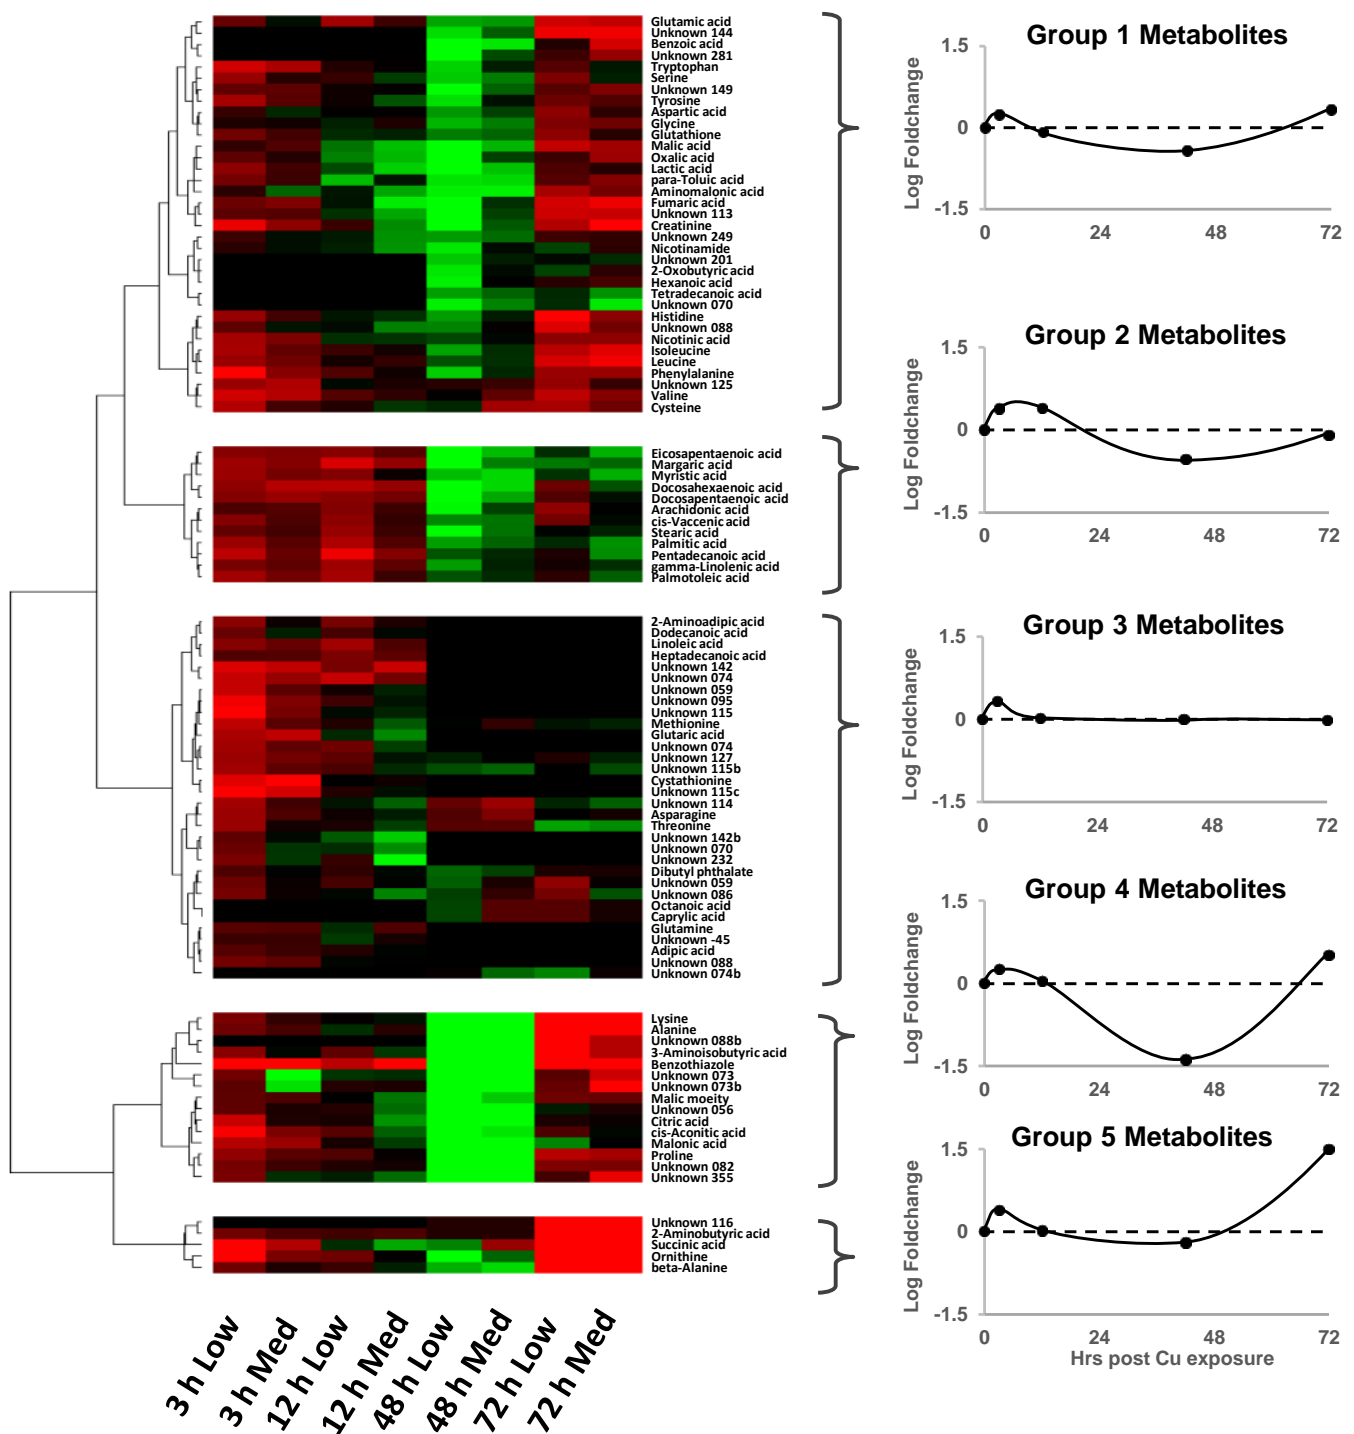 Glutamic acid
Unknown 144
Benzoic acid
Unknown 281
Tryptophan
Serine
Unknown 149
Tyrosine
Aspartic acid
Glycine
Glutathione
Malic acid
Oxalic acid
Lactic acid
para-Toluic acid
Aminomalonic acid
Fumaric acid
Unknown 113
Creatinine
Unknown 249
Nicotinamide
Unknown 201
2-Oxobutyric acid
Hexanoic acid
Tetradecanoic acid
Unknown 070
Histidine
Unknown 088
Nicotinic acid
Isoleucine
Leucine
Phenylalanine
Unknown 125
Valine
Cysteine
Eicosapentaenoic acid
Margaric acid
Myristic acid
Docosahexaenoic acid
Docosapentaenoic acid
Arachidonic acid
cis-Vaccenic acid
Stearic acid
Palmitic acid
Pentadecanoic acid
gamma-Linolenic acid
Palmotoleic acid
2-Aminoadipic acid
Dodecanoic acid
Linoleic acid
Heptadecanoic acid
Unknown 142
Unknown 074
Unknown 059
Unknown 095
Unknown 115
Methionine
Glutaric acid
Unknown 074
Unknown 127
Unknown 115b
Cystathionine
Unknown 115c
Unknown 114
Asparagine
Threonine
Unknown 142b
Unknown 070
Unknown 232
Dibutyl phthalate
Unknown 059
Unknown 086
Octanoic acid
Caprylic acid
Glutamine
Unknown -45
Adipic acid
Unknown 088
Unknown 074b
Lysine
Alanine
Unknown 088b
3-Aminoisobutyric acid
Benzothiazole
Unknown 073
Unknown 073b
Malic moeity
Unknown 056
Citric acid
cis-Aconitic acid
Malonic acid
Proline
Unknown 082
Unknown 355
Unknown 116
2-Aminobutyric acid
Succinic acid
Ornithine
beta-Alanine
3 h Low
3 h Med
12 h Low
12 h Med
48 h Low
48 h Med
72 h Low
72 h Med
Group 1 Metabolites
Log Foldchange
1.5
0
-1.5
0 24 48 72
Group 2 Metabolites
Log Foldchange
1.5
0
-1.5
0 24 48 72
Group 3 Metabolites
Log Foldchange
1.5
0
-1.5
0 24 48 72
Group 4 Metabolites
Log Foldchange
1.5
0
-1.5
0 24 48 72
Group 5 Metabolites
Log Foldchange
1.5
0
-1.5
0 24 48 72
Hrs post Cu exposure